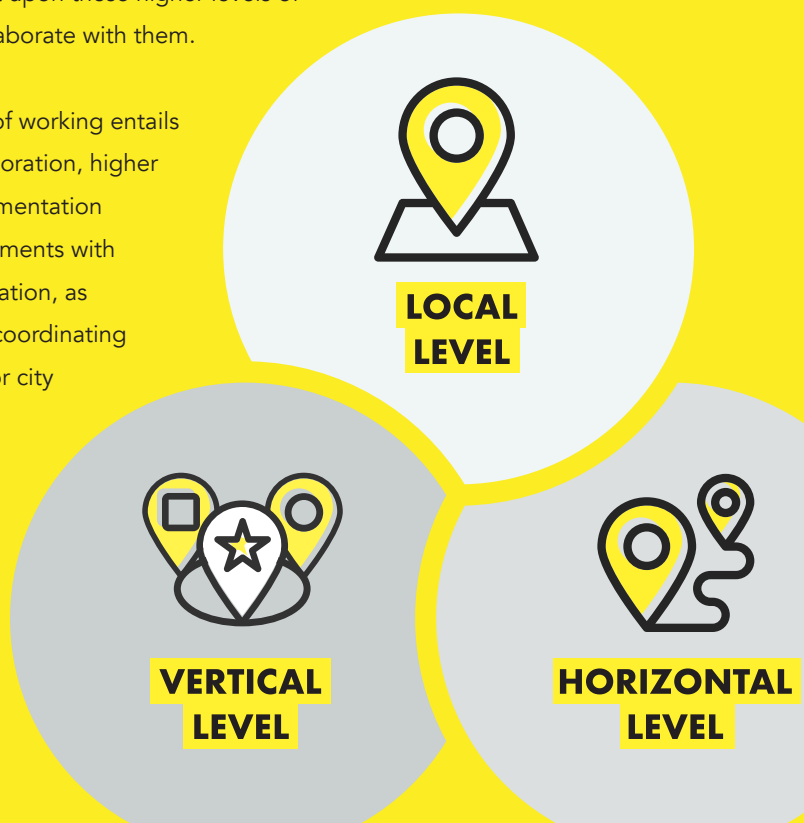 laborate with them.
of working entails
oration, higher
mentation
ments with
ation, as
coordinating
or city
LOCAL
LEVEL
VERTICAL
LEVEL
HORIZONTAL
LEVEL